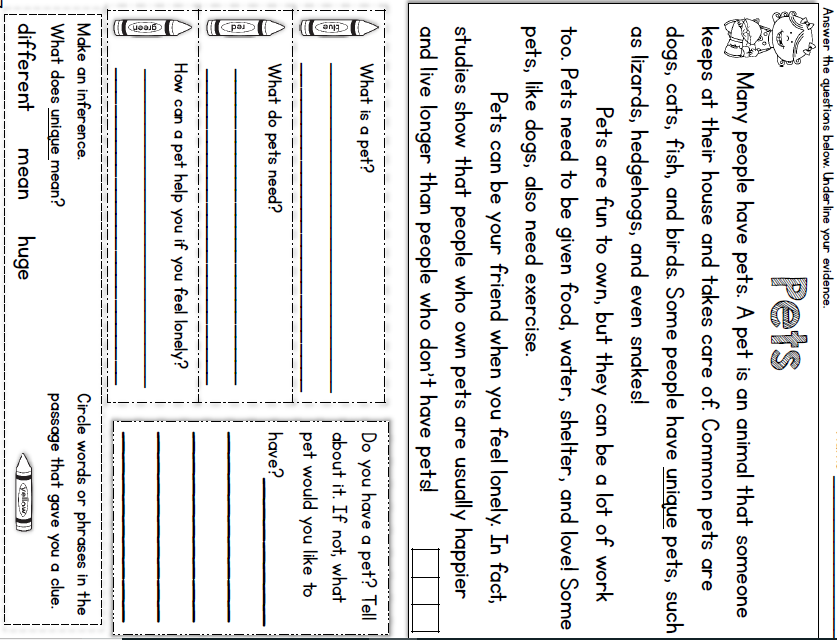 Answer the questions below. Underline your evidence.
Pets
Many people have pets. A pet is an animal that someone
keeps at their house and takes care of. Common pets are
dogs, cats, fish, and birds. Some people have unique pets, such
as lizards, hedgehogs, and even snakes!
Pets are fun to own, but they can be a lot of work
too. Pets need to be given food, water, shelter, and love! Some
pets, like dogs, also need exercise.
Pets can be your friend when you feel lonely. In fact,
studies show that people who own pets are usually happier
and live longer than people who don't have pets!
blue
What is a pet?
red
What do pets need?
green
How can a pet help you if you feel lonely?
Do you have a pet? Tell
about it. If not, what
pet would you like to
have?
Make an inference.
What does unique mean?
different mean huge
Circle words or phrases in the
passage that gave you a clue.
yellow